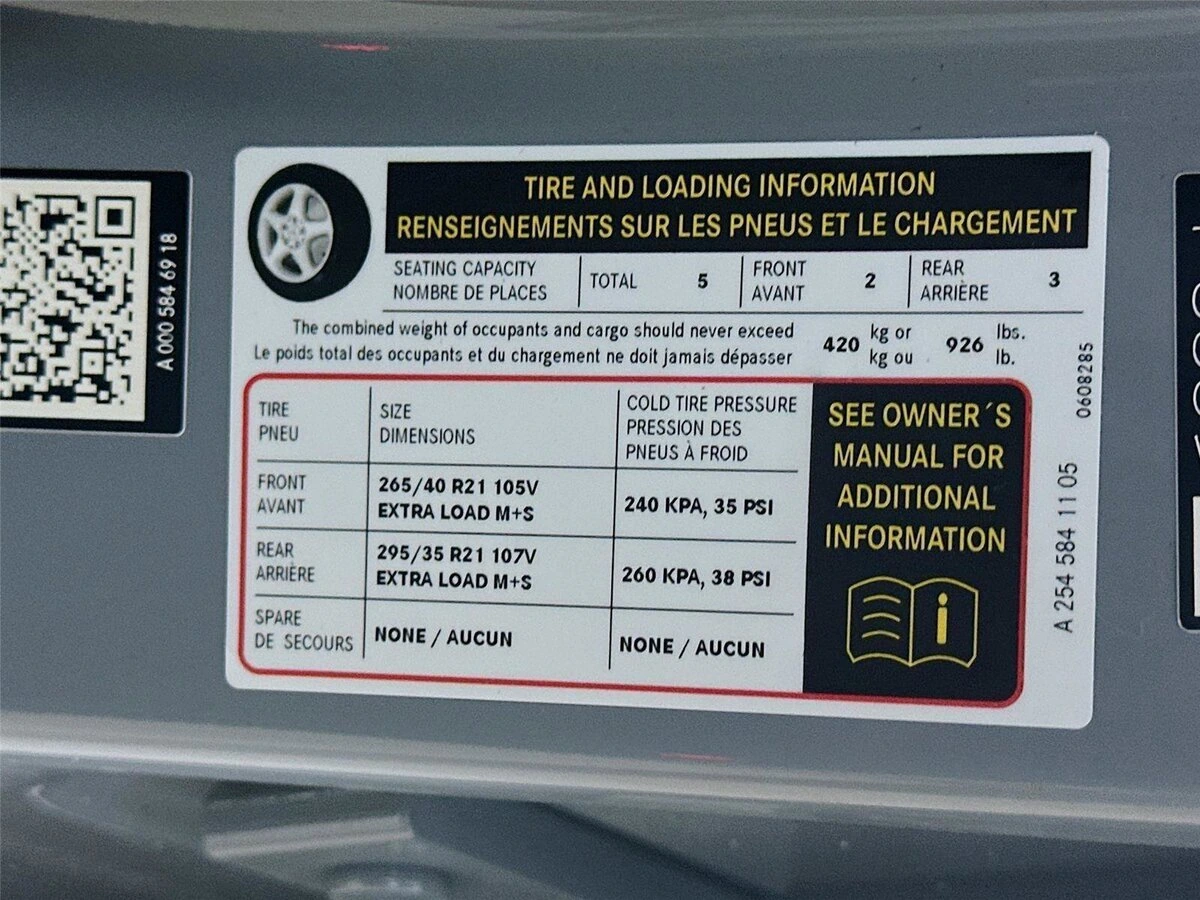 A 000 584 69 18
TIRE AND LOADING INFORMATION
RENSEIGNEMENTS SUR LES PNEUS ET LE CHARGEMENT
SEATING CAPACITY
NOMBRE DE PLACES
TOTAL 5
FRONT
AVANT
2
REAR
ARRIÈRE
3
The combined weight of occupants and cargo should never exceed
Le poids total des occupants et du chargement ne doit jamais dépasser
420 kg or
kg ou
926 lbs.
lb.
TIRE
PNEU
SIZE
DIMENSIONS
COLD TIRE PRESSURE
PRESSION DES
PNEUS À FROID
FRONT
AVANT
265/40 R21 105V
EXTRA LOAD M+S
240 KPA, 35 PSI
REAR
ARRIÈRE
295/35 R21 107V
EXTRA LOAD M+S
260 KPA, 38 PSI
SPARE
DE SECOURS
NONE / AUCUN
NONE / AUCUN
SEE OWNER´S
MANUAL FOR
ADDITIONAL
INFORMATION
0608285
A 254 584 11 05